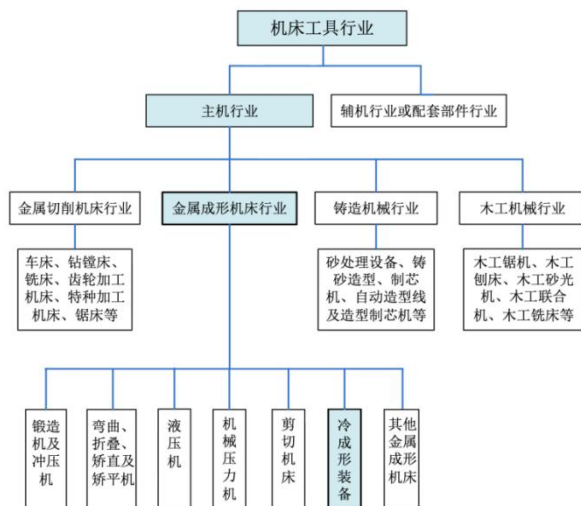 机床工具行业
主机行业
辅机行业或配套部件行业
金属切削机床行业
金属成形机床行业
铸造机械行业
木工机械行业
车床、钻镗床、
铣床、齿轮加工
机床、特种加工
机床、锯床等
砂处理设备、铸
砂造型、制芯
机、自动造型线
及造型制芯机等
木工锯机、木工
刨床、木工砂光
机、木工联合
机、木工铣床等
锻造
机及
冲压
机
弯曲、
折叠、
矫直及
矫平机
液
压
机
机
械
压
力
机
剪
切
机
床
冷
成
形
装
备
其他
金属
成形
机床